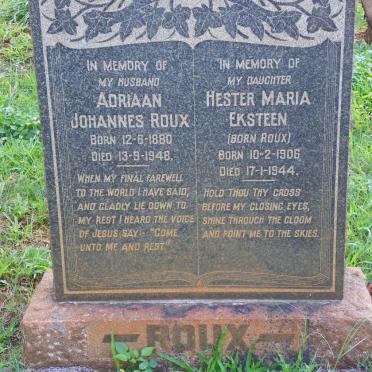 IN MEMORY OF
MY HUSBAND
ADRIAAN
JOHANNES ROUX
BORN 12-6-1880
DIED 13-9-1948.
WHEN MY FINAL FAREWELL
TO THE WORLD I HAVE SAID,
AND GLADLY LIE DOWN TO
MY REST I HEARD THE VOICE
OF JESUS SAY:- "COME
UNTO ME AND REST"
IN MEMORY OF
MY DAUGHTER
HESTER MARIA
EKSTEEN
(BORN ROUX)
BORN 10-2-1906
DIED 17-1-1944.
HOLD THOU THY CROSS
BEFORE MY CLOSING EYES,
SHINE THROUGH THE GLOOM
AND POINT ME TO THE SKIES.
ROUX